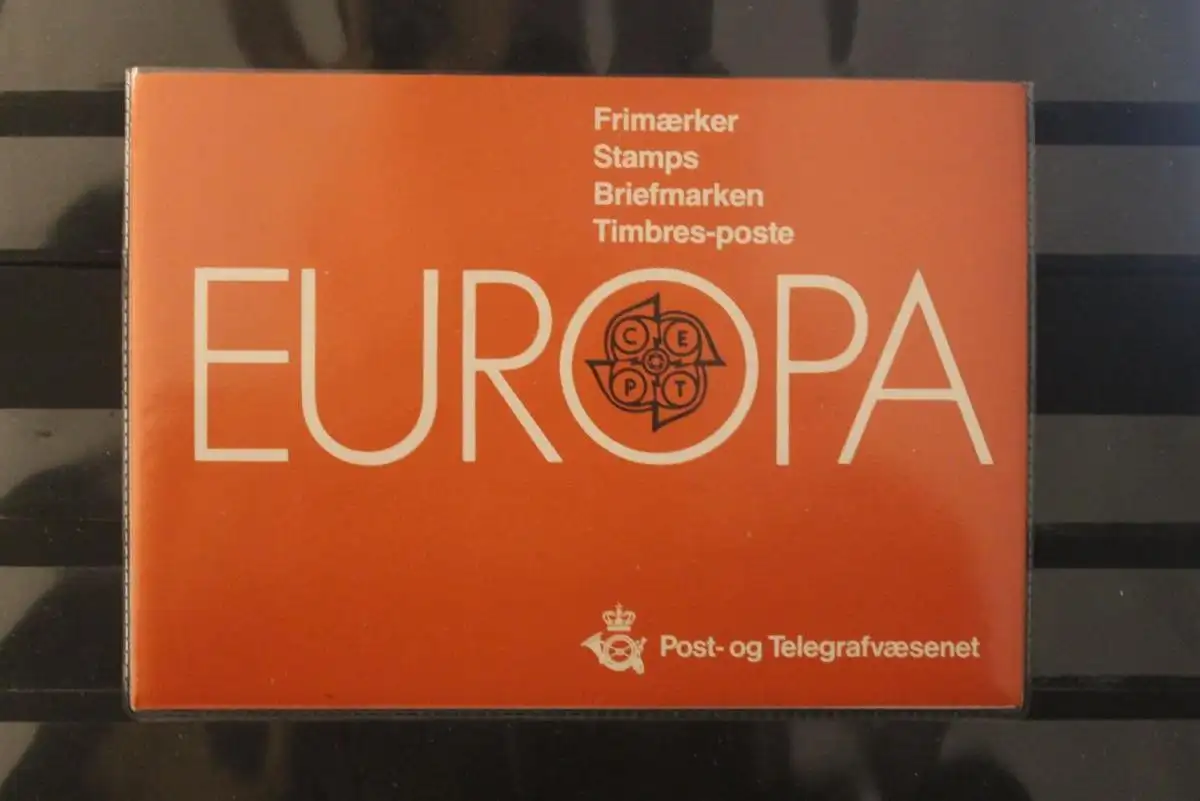 Frimærker
Stamps
Briefmarken
Timbres-poste
EUROPA
C E
P T
Post- og Telegrafvæsenet